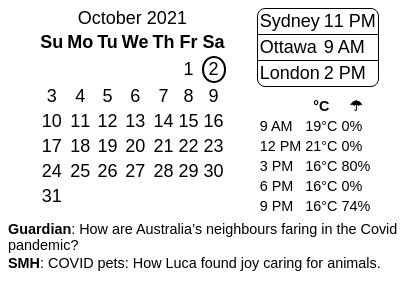 October 2021
Su Mo Tu We Th Fr Sa
1 2
3 4 5 6 7 8 9
10 11 12 13 14 15 16
17 18 19 20 21 22 23
24 25 26 27 28 29 30
31
Sydney 11 PM
Ottawa 9 AM
London 2 PM
°C ☂
9 AM 19°C 0%
12 PM 21°C 0%
3 PM 16°C 80%
6 PM 16°C 0%
9 PM 16°C 74%
Guardian: How are Australia’s neighbours faring in the Covid
pandemic?
SMH: COVID pets: How Luca found joy caring for animals.